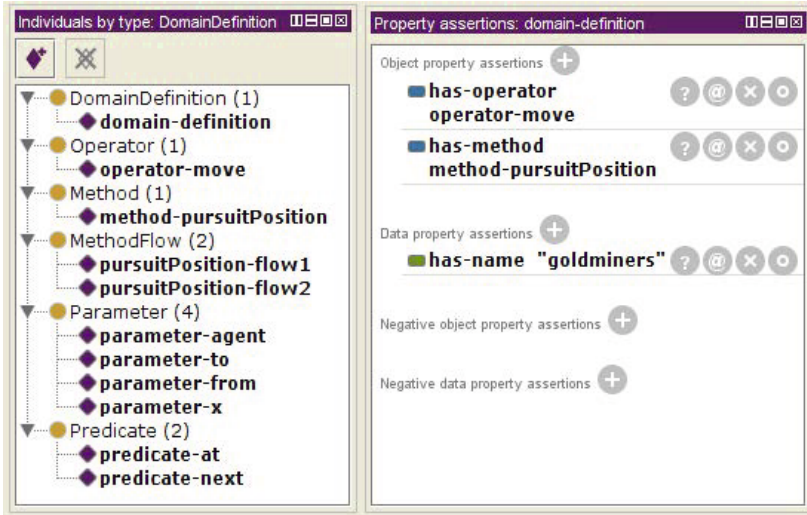 Individuals by type: DomainDefinition
DomainDefinition (1)
domain-definition
Operator (1)
operator-move
Method (1)
method-pursuitPosition
MethodFlow (2)
pursuitPosition-flow1
pursuitPosition-flow2
Parameter (4)
parameter-agent
parameter-to
parameter-from
parameter-x
Predicate (2)
predicate-at
predicate-next
Property assertions: domain-definition
Object property assertions
has-operator
operator-move
has-method
method-pursuitPosition
Data property assertions
has-name "goldminers"
Negative object property assertions
Negative data property assertions